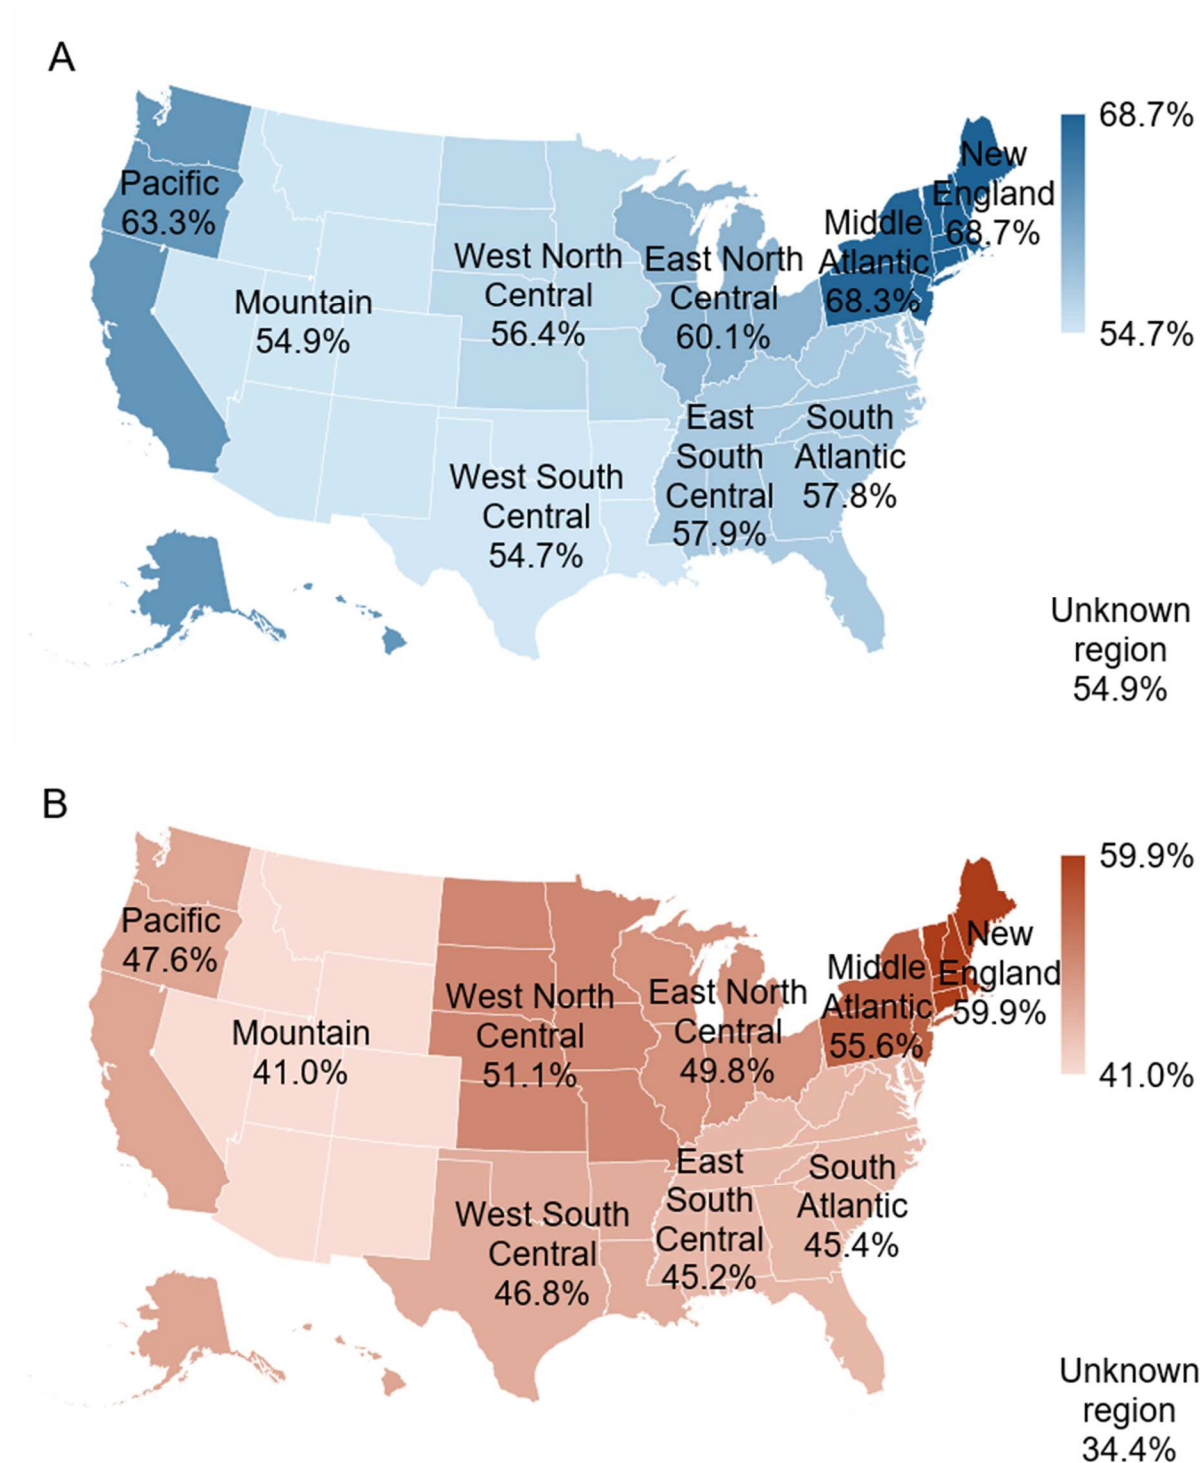 A
68.7%
54.7%
Pacific
63.3%
Mountain
54.9%
West North
Central
56.4%
East North
Central
60.1%
Middle
Atlantic
68.3%
New
England
68.7%
West South
Central
54.7%
East
South
Central
57.9%
South
Atlantic
57.8%
Unknown
region
54.9%
B
59.9%
41.0%
Pacific
47.6%
Mountain
41.0%
West North
Central
51.1%
East North
Central
49.8%
Middle
Atlantic
55.6%
New
England
59.9%
West South
Central
46.8%
East
South
Central
45.2%
South
Atlantic
45.4%
Unknown
region
34.4%